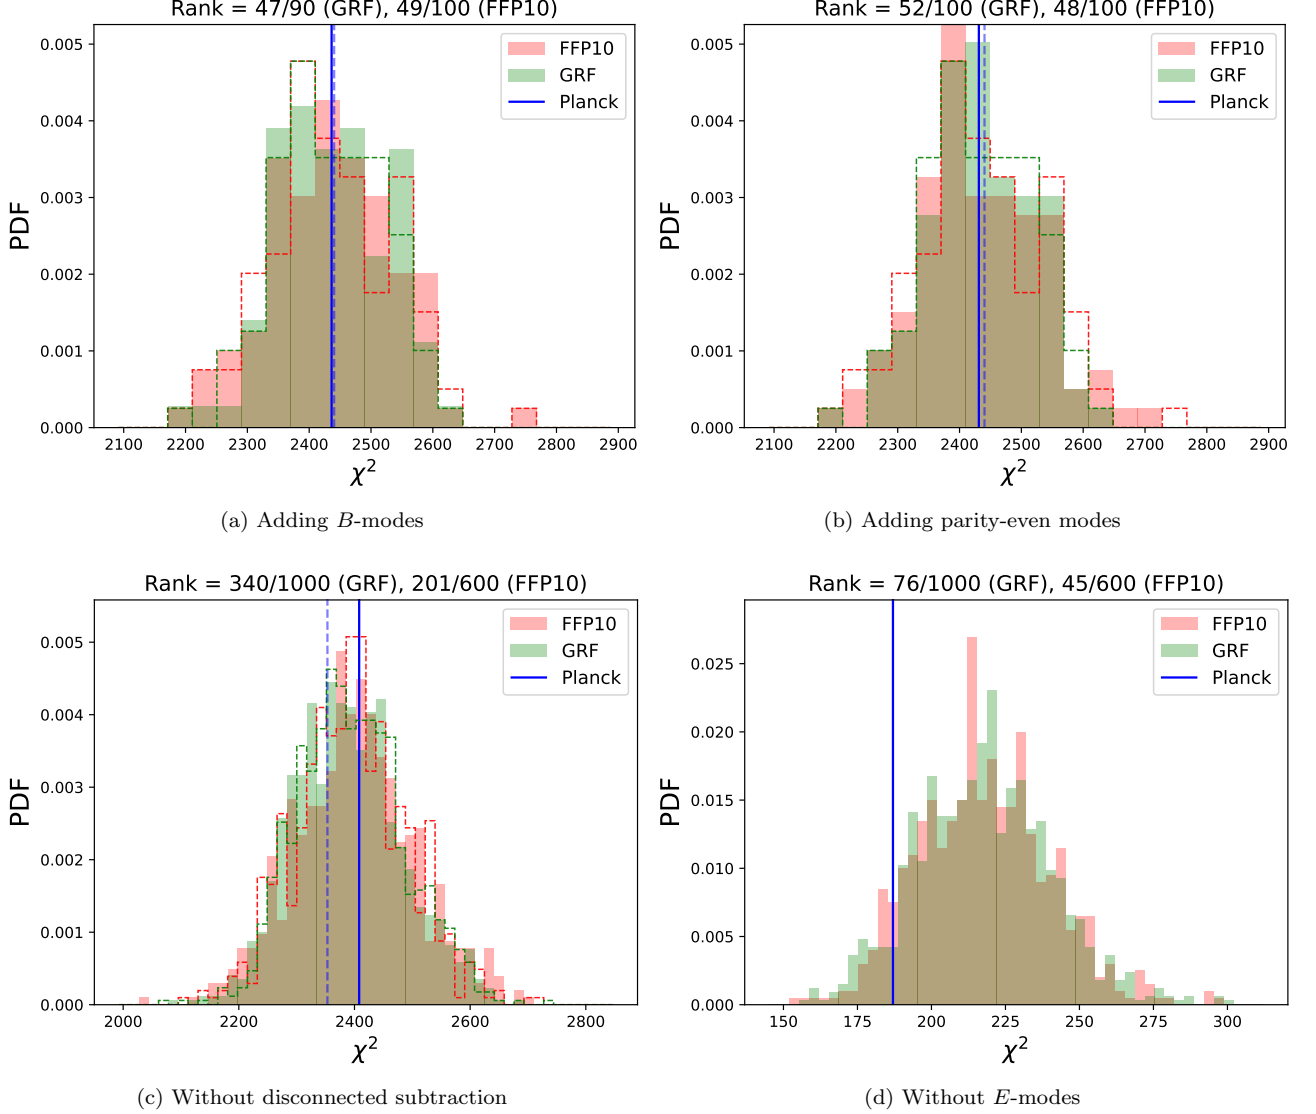 Rank = 47/90 (GRF), 49/100 (FFP10)
0.005
0.004
0.003
0.002
0.001
0.000
PDF
FFP10
GRF
Planck
2100 2200 2300 2400 2500 2600 2700 2800 2900
χ²
(a) Adding B-modes
Rank = 52/100 (GRF), 48/100 (FFP10)
0.005
0.004
0.003
0.002
0.001
0.000
PDF
FFP10
GRF
Planck
2100 2200 2300 2400 2500 2600 2700 2800 2900
χ²
(b) Adding parity-even modes
Rank = 340/1000 (GRF), 201/600 (FFP10)
0.005
0.004
0.003
0.002
0.001
0.000
PDF
FFP10
GRF
Planck
2000 2200 2400 2600 2800
χ²
(c) Without disconnected subtraction
Rank = 76/1000 (GRF), 45/600 (FFP10)
0.025
0.020
0.015
0.010
0.005
0.000
PDF
FFP10
GRF
Planck
150 175 200 225 250 275 300
χ²
(d) Without E-modes